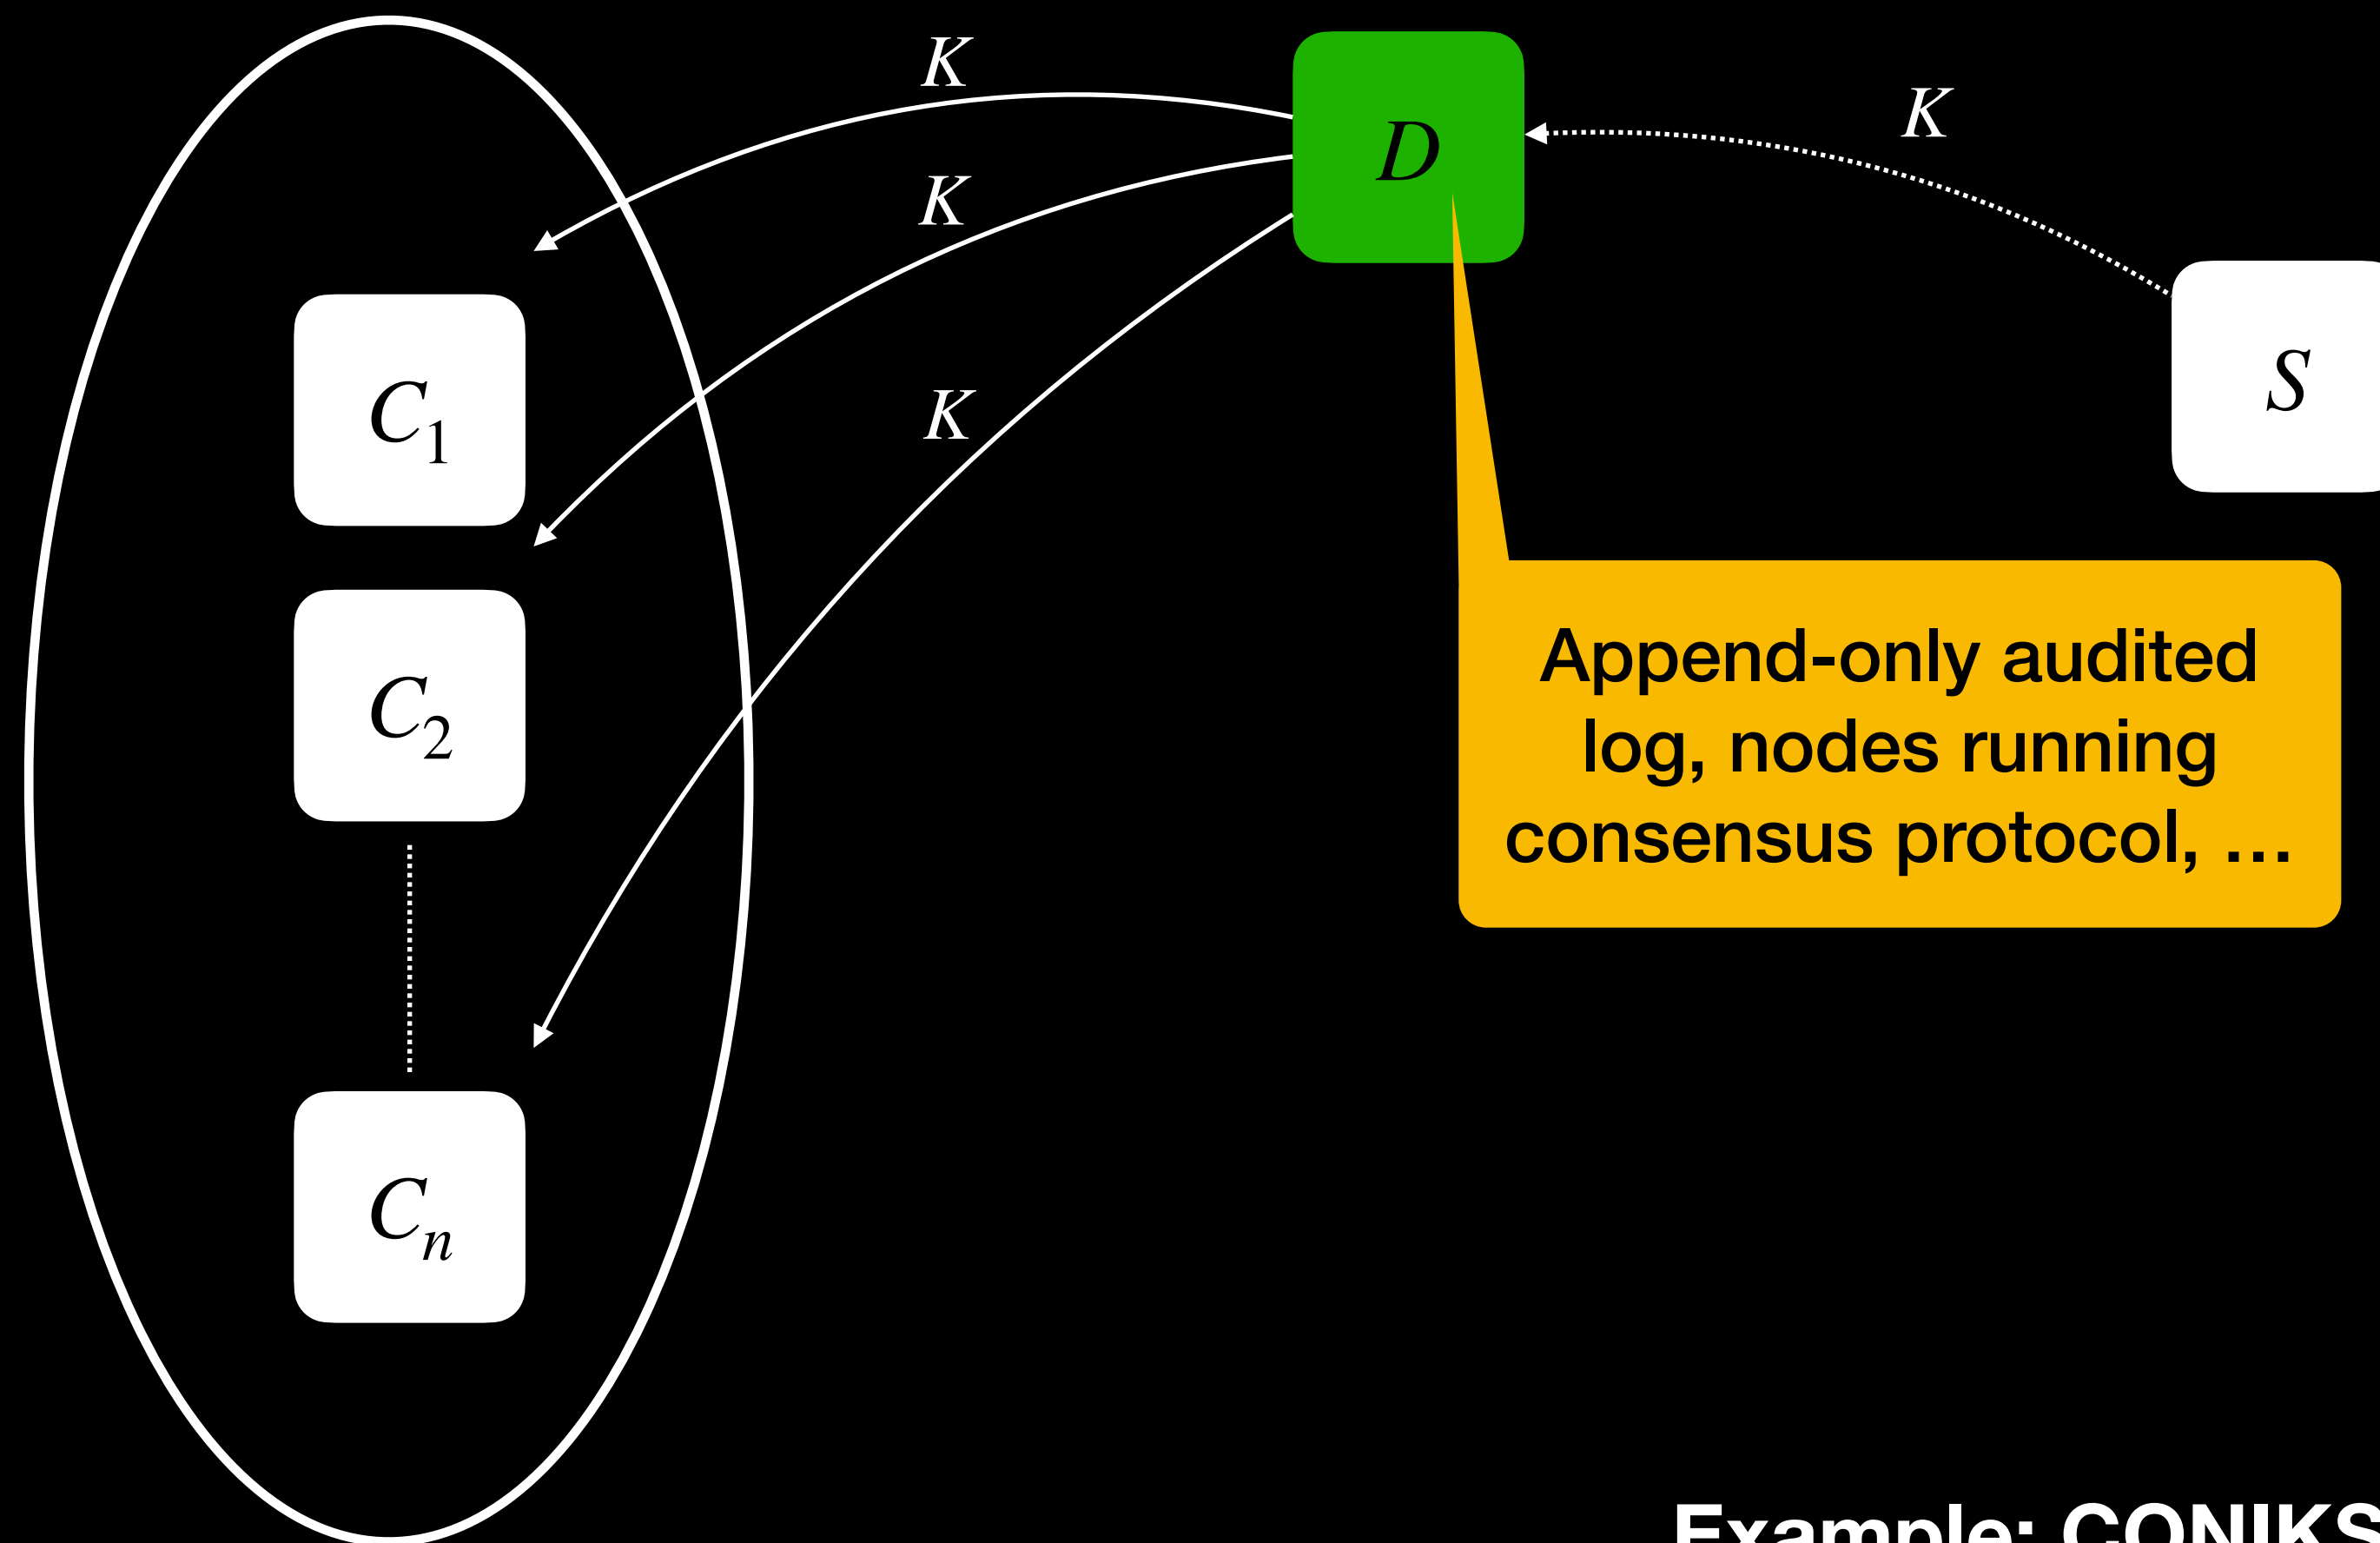 K
K
K
K
D
S
C1
C2
Cn
Append-only audited
log, nodes running
consensus protocol, ...
Example: CONIKS